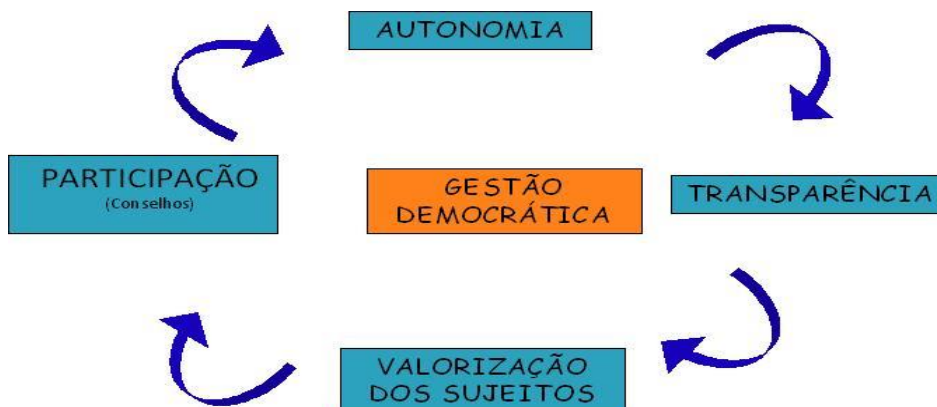 AUTONOMIA
PARTICIPAÇÃO
(Conselhos)
GESTÃO
DEMOCRÁTICA
TRANSPARÊNCIA
VALORIZAÇÃO
DOS SUJEITOS